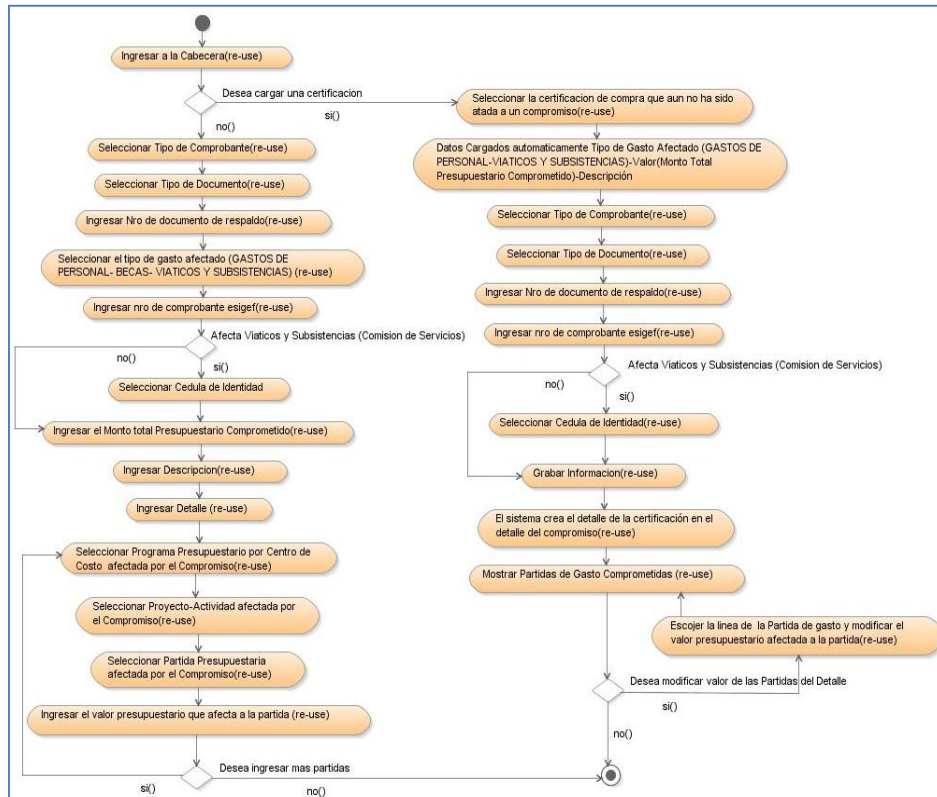 Ingresar a la Cabecera(re-use)
Desea cargar una certificacion
si()
no()
Seleccionar Tipo de Comprobante(re-use)
Seleccionar Tipo de Documento(re-use)
Ingresar Nro de documento de respaldo(re-use)
Seleccionar el tipo de gasto afectado (GASTOS DE
PERSONAL- BECAS- VIATICOS Y SUBSISTENCIAS) (re-use)
Ingresar nro de comprobante esigef(re-use)
Afecta Viaticos y Subsistencias (Comision de Servicios)
no()
si()
Seleccionar Cedula de Identidad
Ingresar el Monto total Presupuestario Comprometido(re-use)
Ingresar Descripcion(re-use)
Ingresar Detalle (re-use)
Seleccionar Programa Presupuestario por Centro de
Costo afectada por el Compromiso(re-use)
Seleccionar Proyecto-Actividad afectada por
el Compromiso(re-use)
Seleccionar Partida Presupuestaria
afectada por el Compromiso(re-use)
Ingresar el valor presupuestario que afecta a la partida (re-use)
Desea ingresar mas partidas
si()
no()
Seleccionar la certificacion de compra que aun no ha sido
atada a un compromiso(re-use)
Datos Cargados automaticamente Tipo de Gasto Afectado (GASTOS DE
PERSONAL-VIATICOS Y SUBSISTENCIAS)-Valor(Monto Total
Presupuestario Comprometido)-Descripción
Seleccionar Tipo de Comprobante(re-use)
Seleccionar Tipo de Documento(re-use)
Ingresar Nro de documento de respaldo(re-use)
Ingresar nro de comprobante esigef(re-use)
Afecta Viaticos y Subsistencias (Comision de Servicios)
no()
si()
Seleccionar Cedula de Identidad(re-use)
Grabar Informacion(re-use)
El sistema crea el detalle de la certificación en el
detalle del compromiso(re-use)
Mostrar Partidas de Gasto Comprometidas (re-use)
Escojer la linea de la Partida de gasto y modificar el
valor presupuestario afectada a la partida(re-use)
Desea modificar valor de las Partidas del Detalle
si()
no()